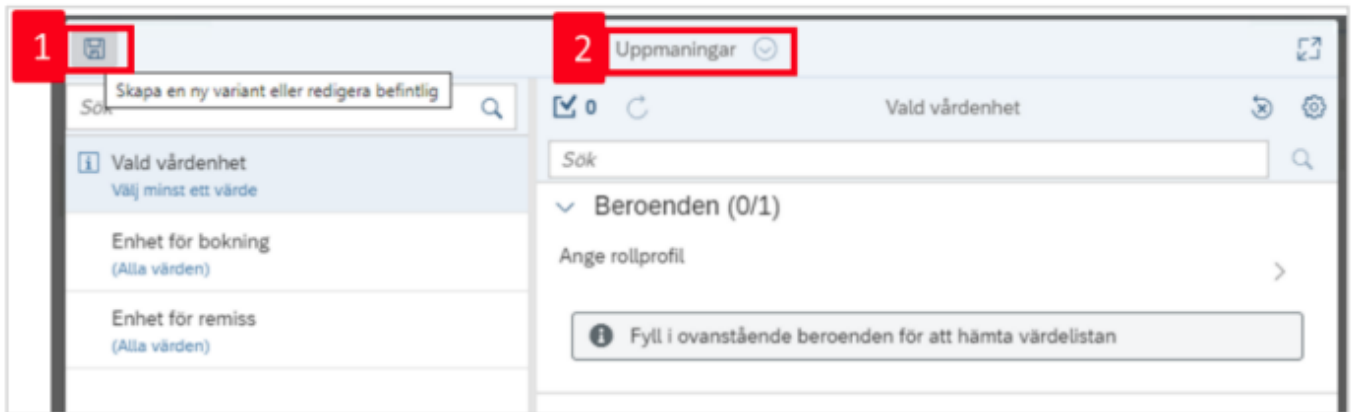 1
2
Uppmaningar
Skapa en ny variant eller redigera befintlig
Sök
0
Vald vårdenhet
Vald vårdenhet
Välj minst ett värde
Sök
Beroenden (0/1)
Enhet för bokning
(Alla värden)
Ange rollprofil
Enhet för remiss
(Alla värden)
Fyll i ovanstående beroenden för att hämta värdelistan